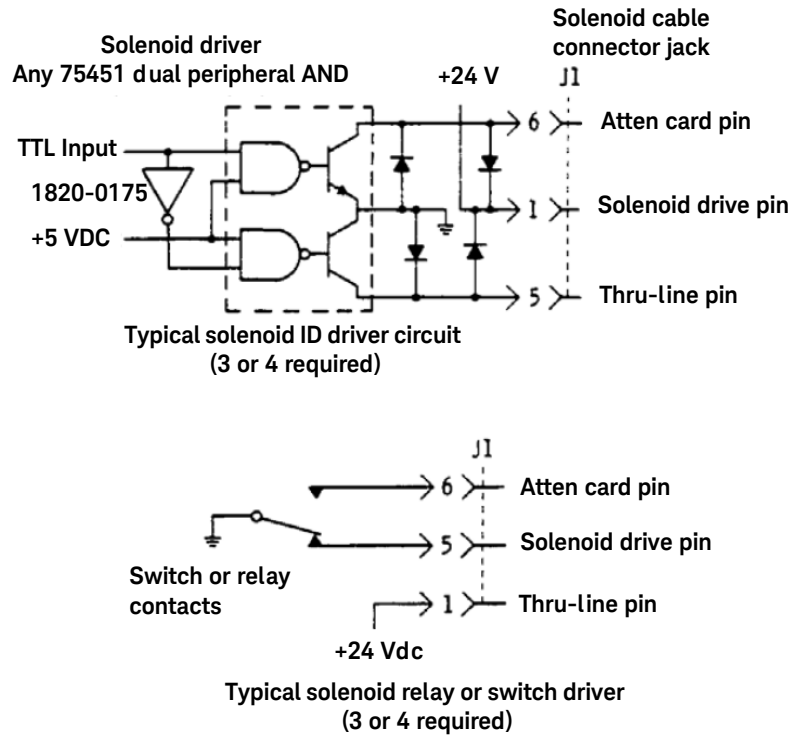 Solenoid cable
connector jack
Solenoid driver
Any 75451 dual peripheral AND
+24 V
J1
6
Atten card pin
TTL Input
1820-0175
1
Solenoid drive pin
+5 VDC
5
Thru-line pin
Typical solenoid ID driver circuit
(3 or 4 required)
J1
6
Atten card pin
5
Solenoid drive pin
Switch or relay
contacts
1
Thru-line pin
+24 Vdc
Typical solenoid relay or switch driver
(3 or 4 required)